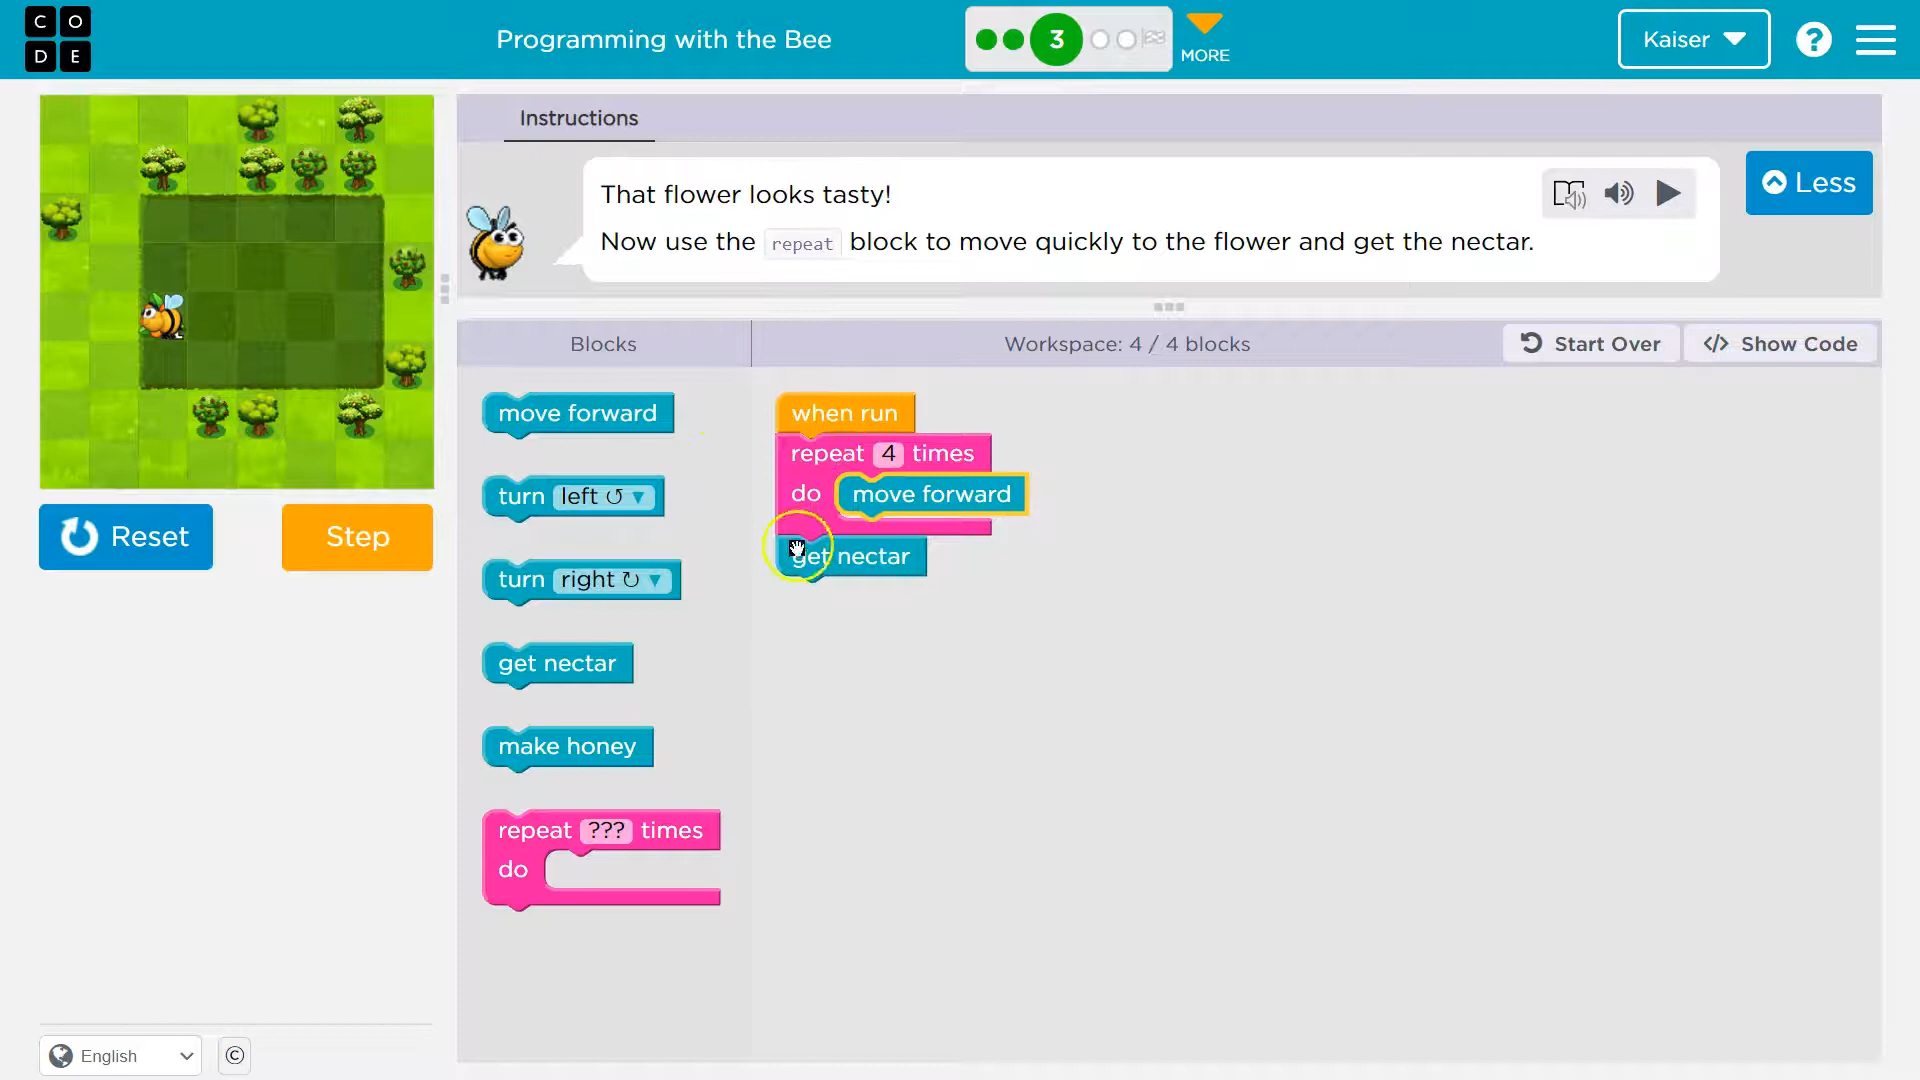 C O
D E
Programming with the Bee
3
MORE
Kaiser
?
Instructions
That flower looks tasty!
Now use the repeat block to move quickly to the flower and get the nectar.
Less
Blocks
Workspace: 4 / 4 blocks
Start Over
</> Show Code
move forward
turn left ↺ ▼
turn right ↻ ▼
get nectar
make honey
repeat ??? times
do
when run
repeat 4 times
do move forward
get nectar
Reset
Step
English
©